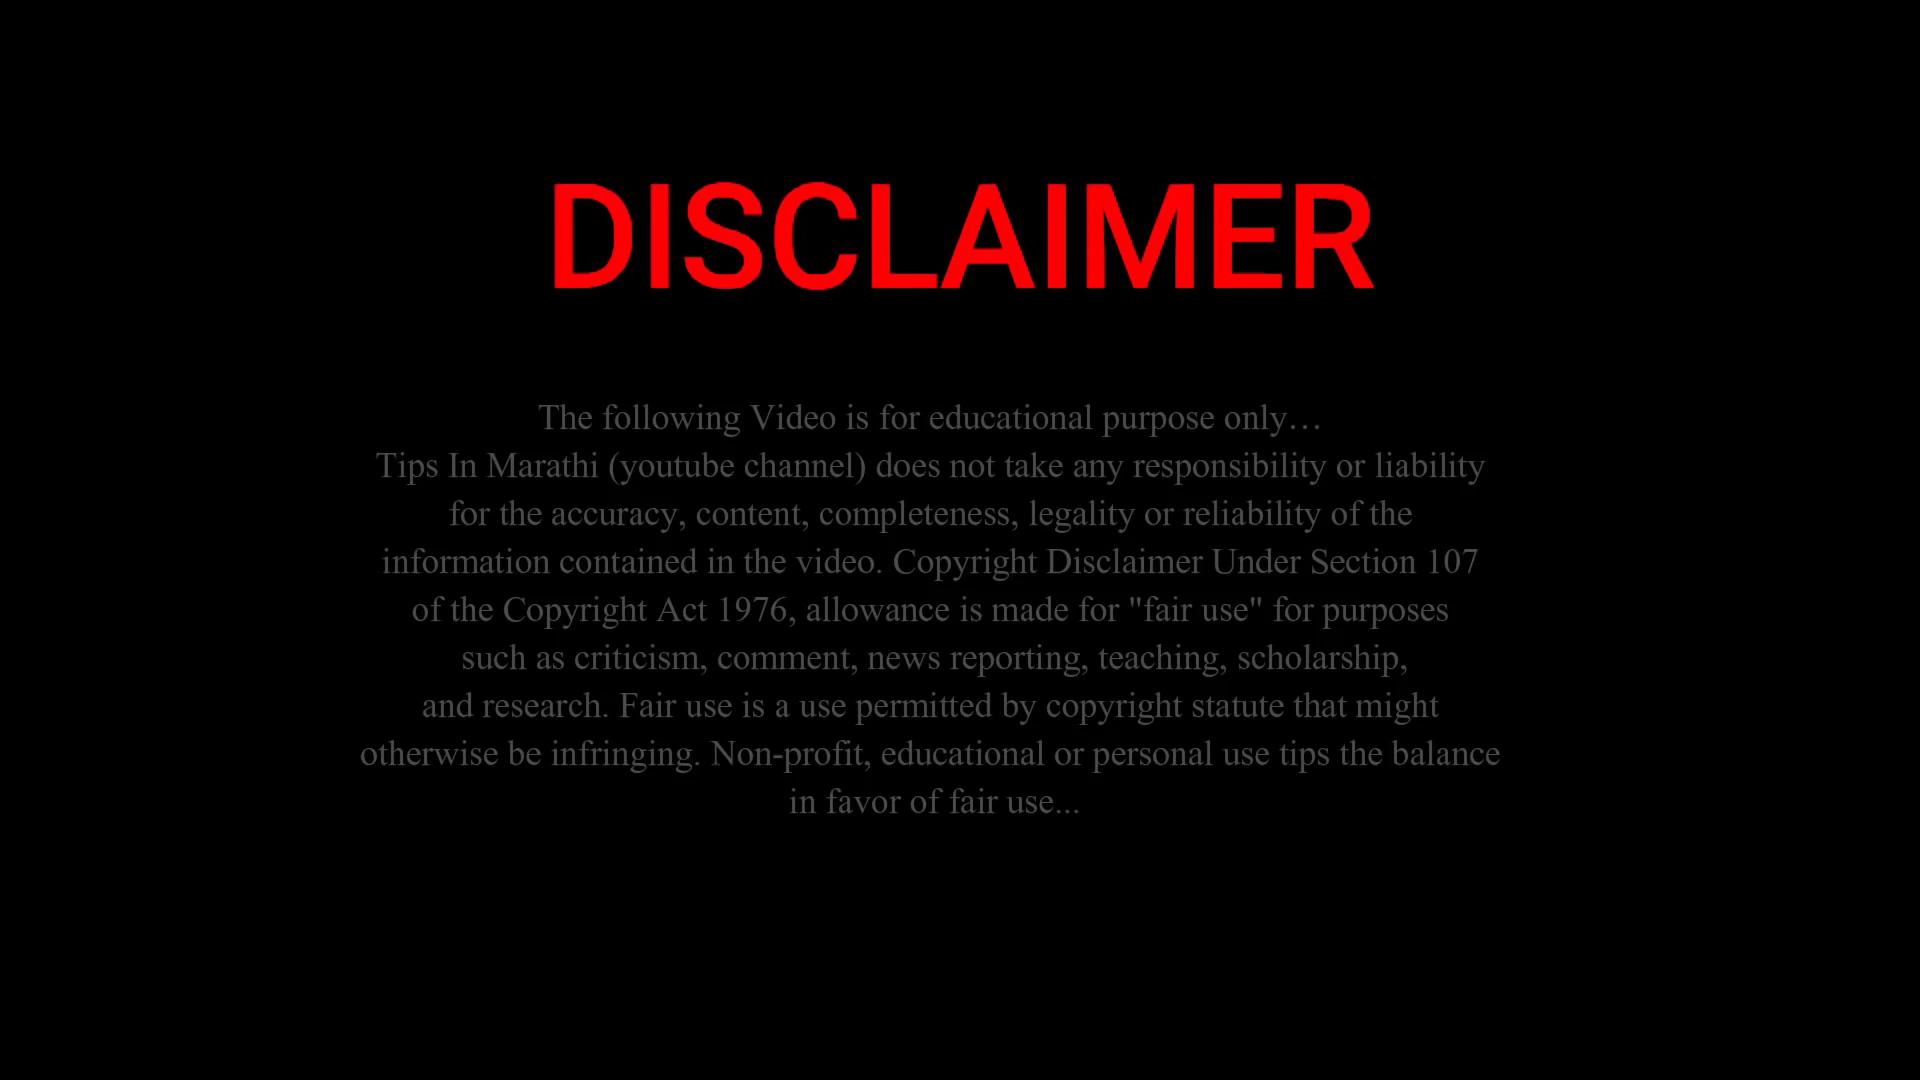 DISCLAIMER
The following Video is for educational purpose only…
Tips In Marathi (youtube channel) does not take any responsibility or liability
for the accuracy, content, completeness, legality or reliability of the
information contained in the video. Copyright Disclaimer Under Section 107
of the Copyright Act 1976, allowance is made for "fair use" for purposes
such as criticism, comment, news reporting, teaching, scholarship,
and research. Fair use is a use permitted by copyright statute that might
otherwise be infringing. Non-profit, educational or personal use tips the balance
in favor of fair use...